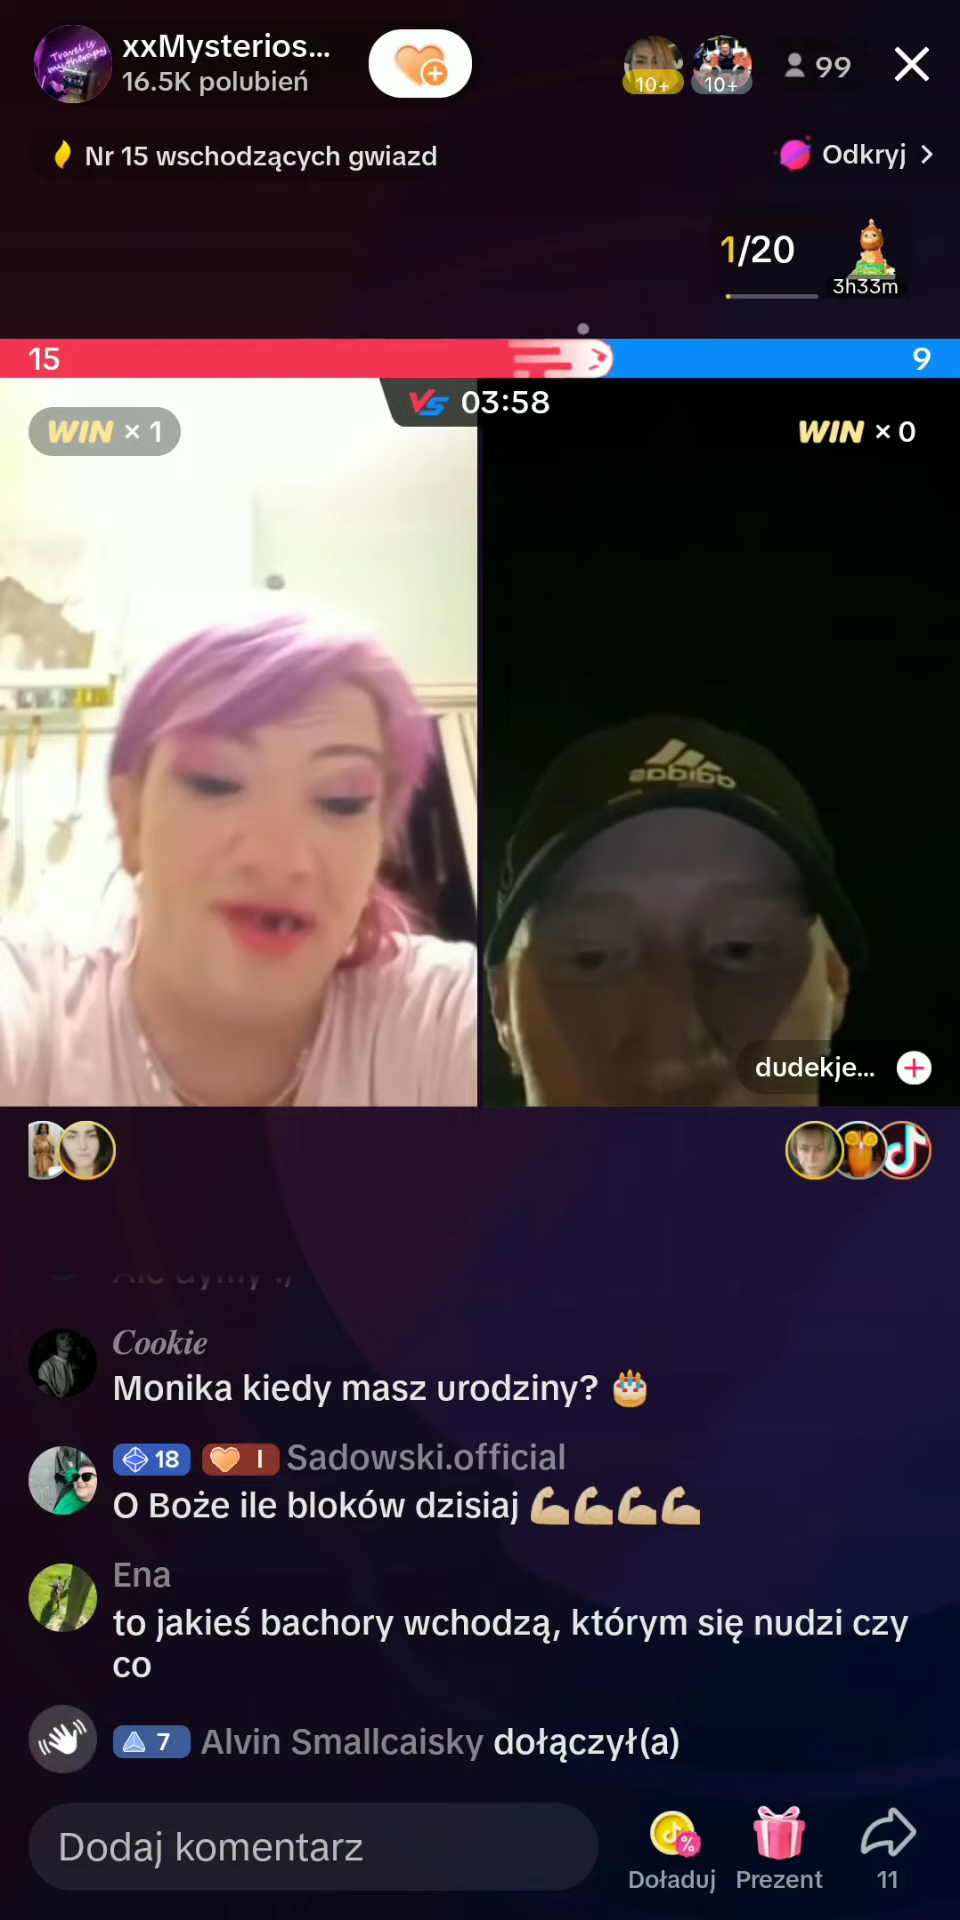 xxMysterios...
16.5K polubień
10+
10+
99
Nr 15 wschodzących gwiazd
Odkryj
1/20
3h33m
15
9
VS 03:58
WIN × 1
WIN × 0
adidas
dudekje...
Cookie
Monika kiedy masz urodziny? 🎂
18 I Sadowski.official
O Boże ile bloków dzisiaj 💪🏼💪🏼💪🏼💪🏼
Ena
to jakieś bachory wchodzą, którym się nudzi czy
co
7 Alvin Smallcaisky dołączył(a)
Dodaj komentarz
Doładuj
Prezent
11